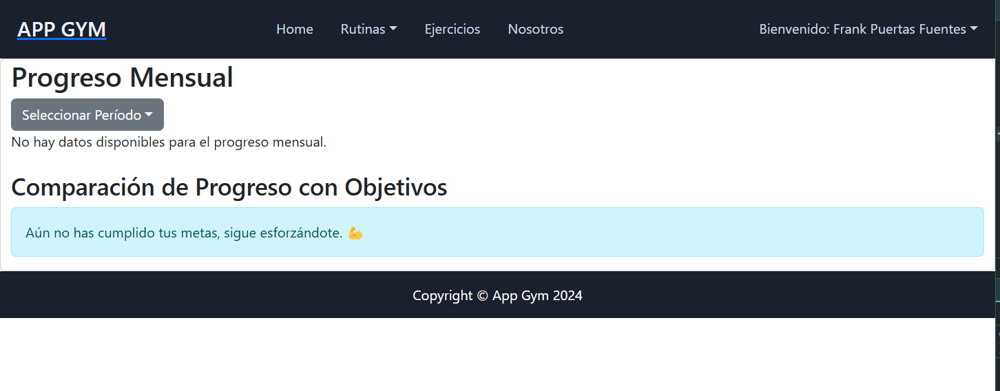 APP GYM Home Rutinas Ejercicios Nosotros Bienvenido: Frank Puertas Fuentes
Progreso Mensual
Seleccionar Período
No hay datos disponibles para el progreso mensual.
Comparación de Progreso con Objetivos
Aún no has cumplido tus metas, sigue esforzándote. 💪
Copyright © App Gym 2024